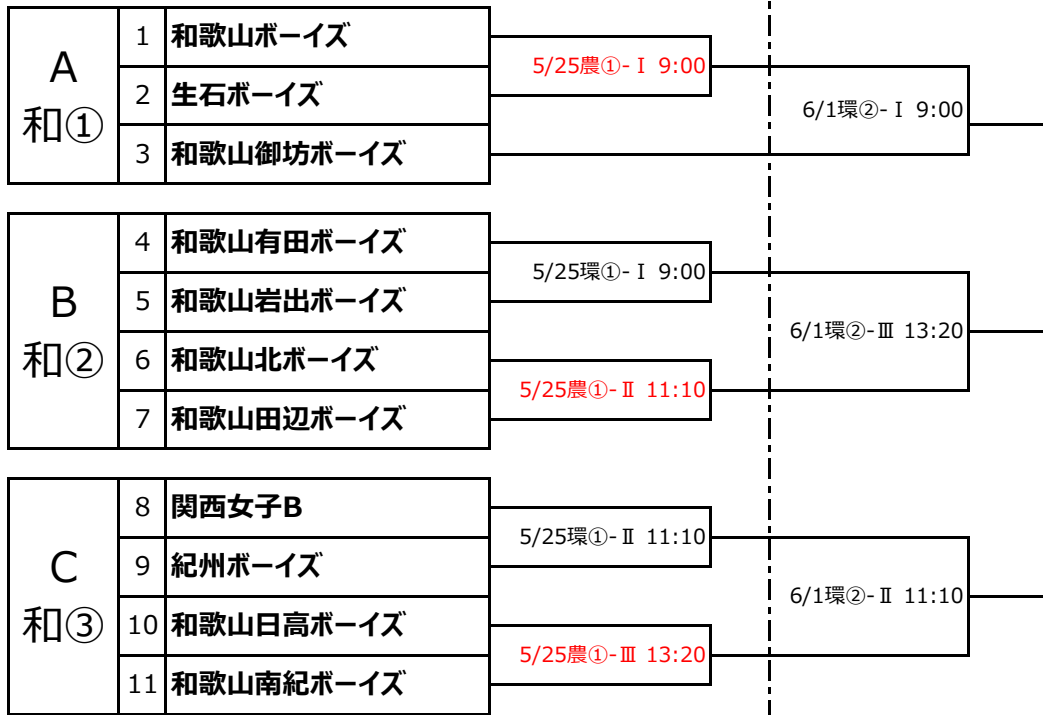 A
和①
1 和歌山ボーイズ
2 生石ボーイズ
3 和歌山御坊ボーイズ
5/25農①-Ⅰ 9:00
6/1環②-Ⅰ 9:00
B
和②
4 和歌山有田ボーイズ
5 和歌山岩出ボーイズ
6 和歌山北ボーイズ
7 和歌山田辺ボーイズ
5/25環①-Ⅰ 9:00
5/25農①-Ⅱ 11:10
6/1環②-Ⅲ 13:20
C
和③
8 関西女子B
9 紀州ボーイズ
10 和歌山日高ボーイズ
11 和歌山南紀ボーイズ
5/25環①-Ⅱ 11:10
5/25農①-Ⅲ 13:20
6/1環②-Ⅱ 11:10